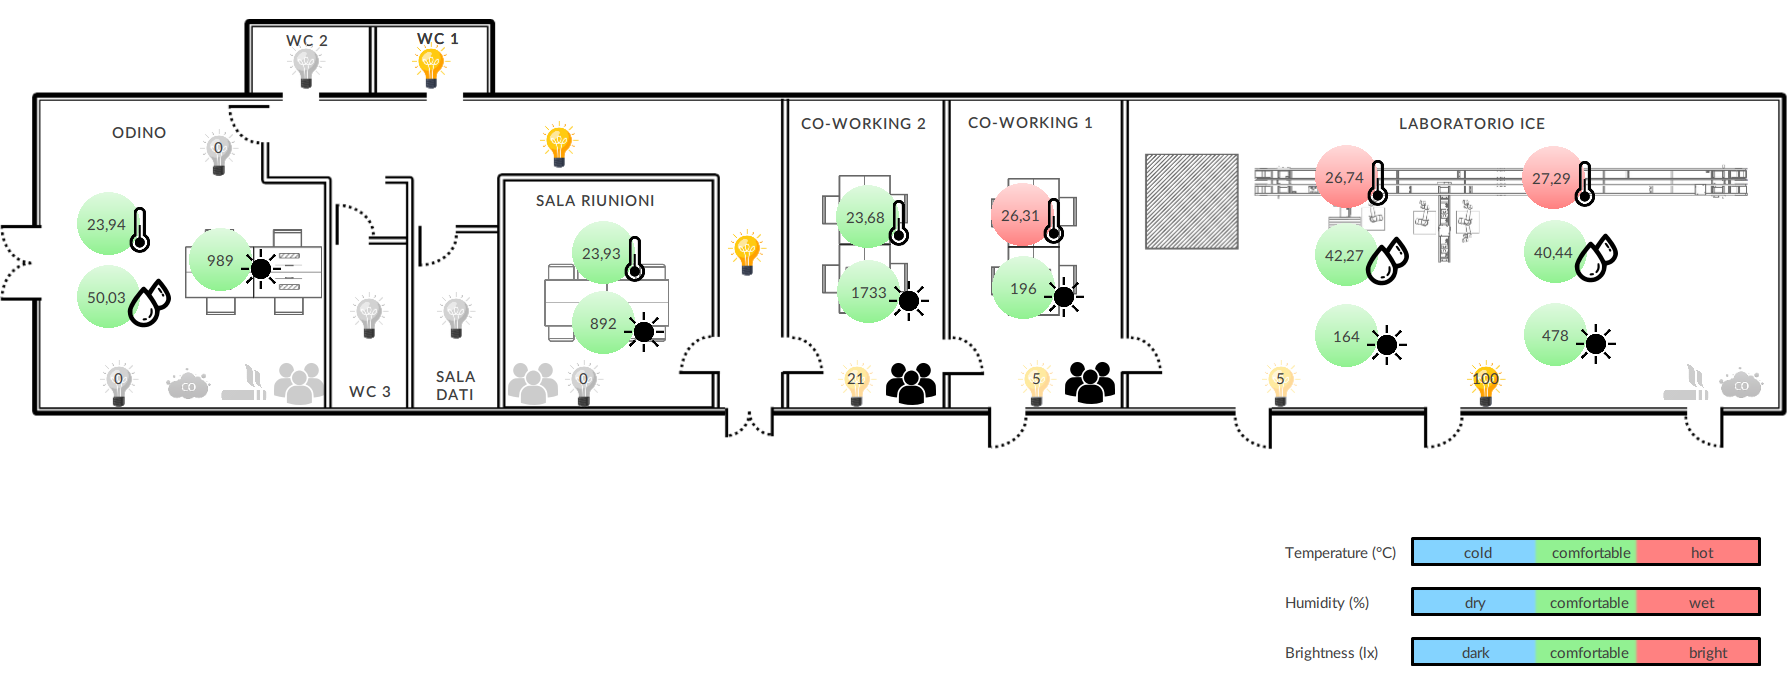 WC 2
WC 1
ODINO
0
CO-WORKING 2
CO-WORKING 1
LABORATORIO ICE
SALA RIUNIONI
23,94
989
50,03
0
CO
23,93
892
0
WC 3
SALA
DATI
23,68
1733
21
26,31
196
5
26,74
27,29
42,27
40,44
164
478
5
100
CO
Temperature (°C)
cold
comfortable
hot
Humidity (%)
dry
comfortable
wet
Brightness (lx)
dark
comfortable
bright